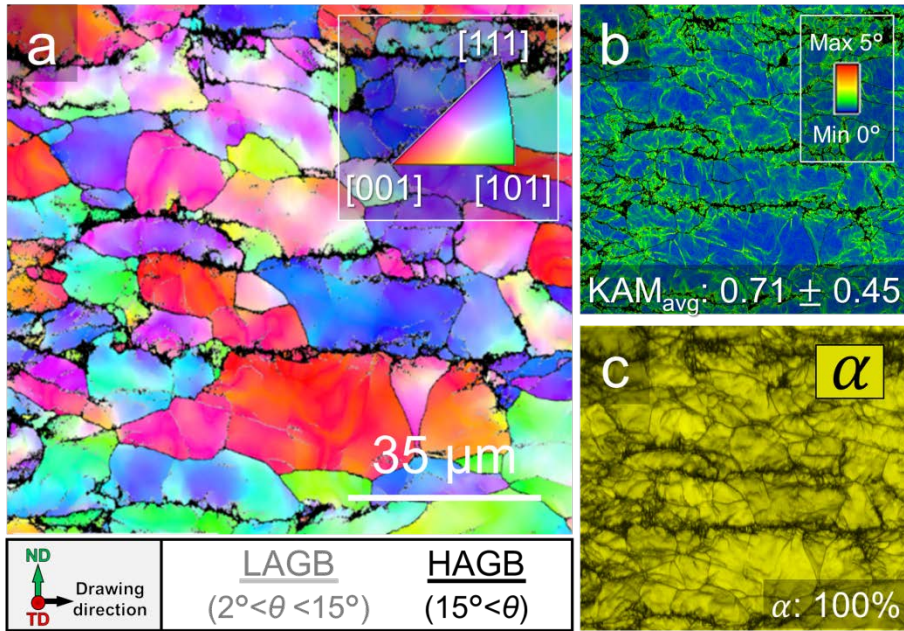 a
[111]
[001]
[101]
35 μm
b
Max 5°
Min 0°
KAMavg: 0.71 ± 0.45
c
α
α: 100%
ND
TD
Drawing
direction
LAGB
(2°<θ <15°)
HAGB
(15°<θ)